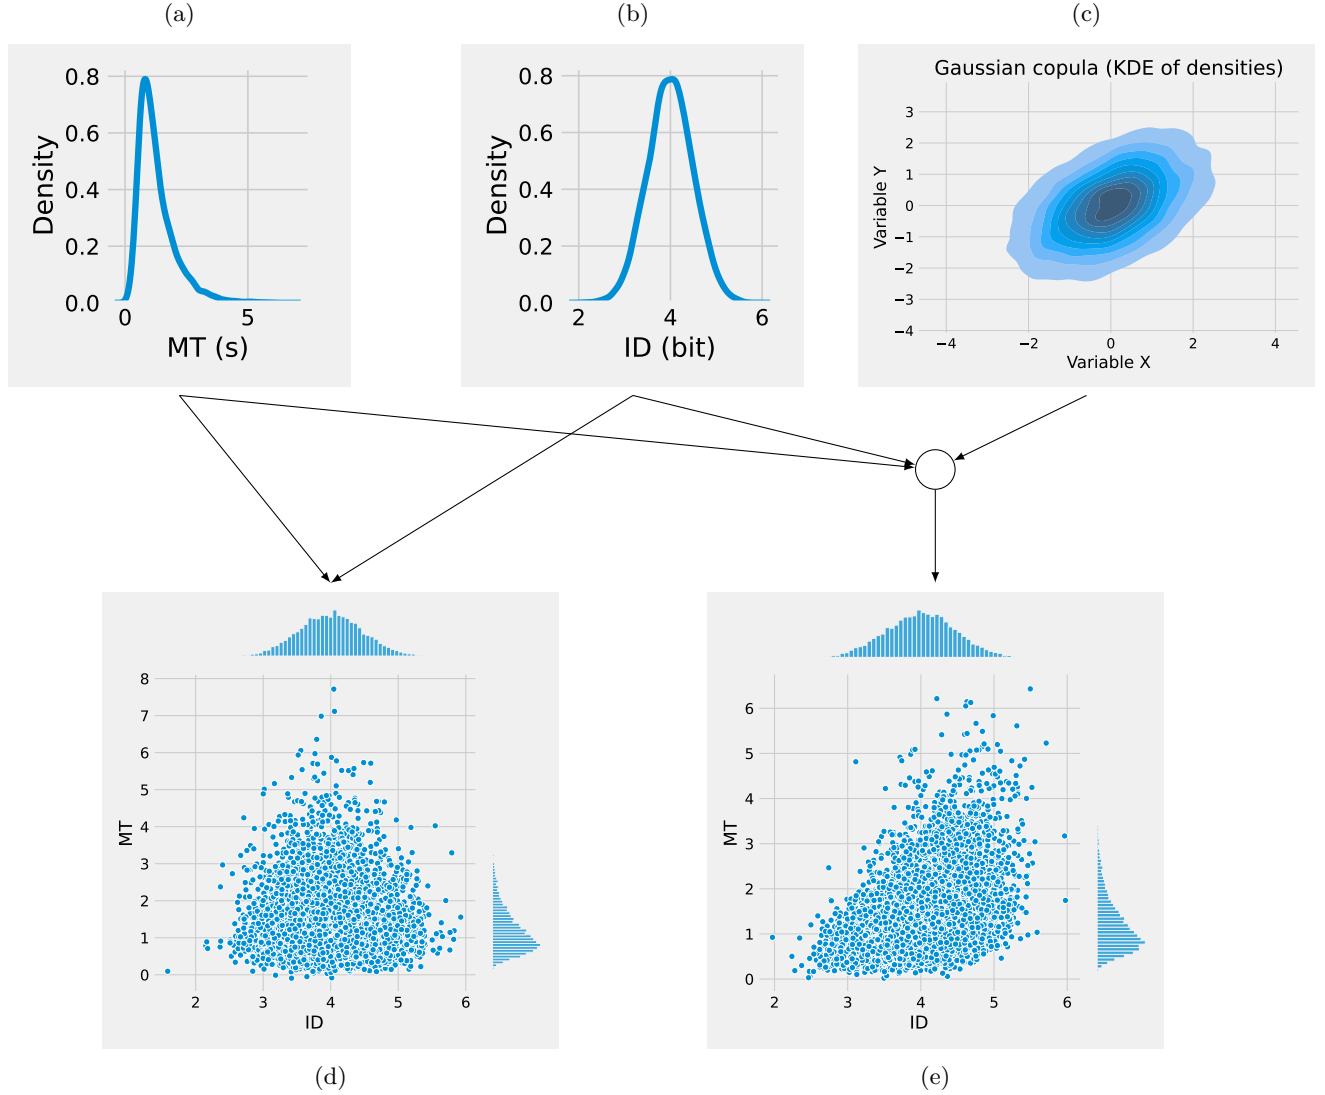 (a)
(b)
(c)
0.8
0.6
0.4
0.2
0.0
Density
0 5
MT (s)
0.8
0.6
0.4
0.2
0.0
Density
2 4 6
ID (bit)
Gaussian copula (KDE of densities)
3
2
1
0
−1
−2
−3
−4
Variable Y
−4 −2 0 2 4
Variable X
8
7
6
5
4
3
2
1
0
MT
2 3 4 5 6
ID
6
5
4
3
2
1
0
MT
2 3 4 5 6
ID
(d)
(e)